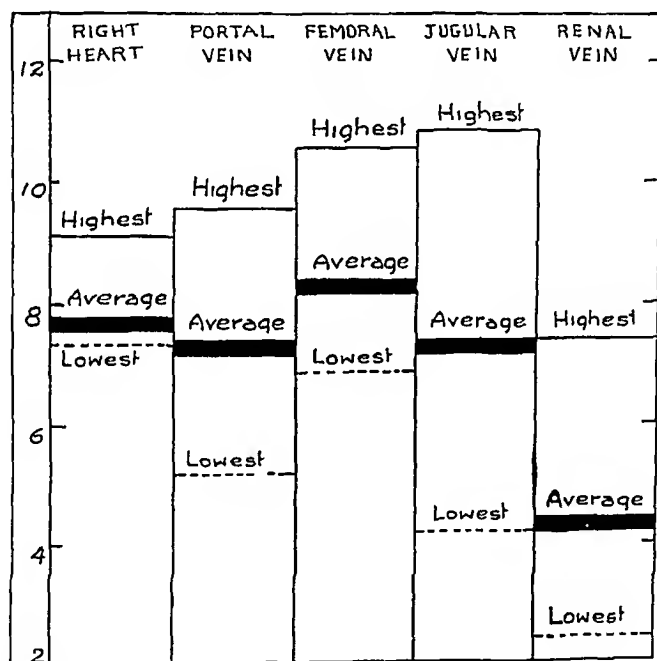 RIGHT HEART
PORTAL VEIN
FEMORAL VEIN
JUGULAR VEIN
RENAL VEIN
12
10
8
6
4
2
Highest
Average
Lowest
Highest
Average
Lowest
Highest
Average
Lowest
Highest
Average
Lowest
Highest
Average
Lowest